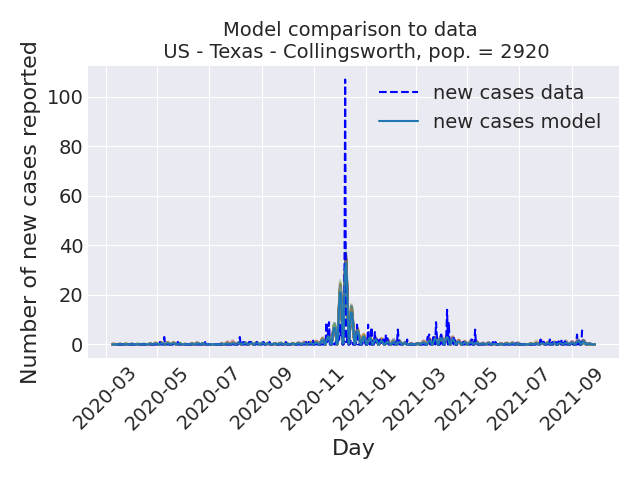 Model comparison to data
US - Texas - Collingsworth, pop. = 2920
Number of new cases reported
100
80
60
40
20
0
new cases data
new cases model
2020-03
2020-05
2020-07
2020-09
2020-11
2021-01
2021-03
2021-05
2021-07
2021-09
Day